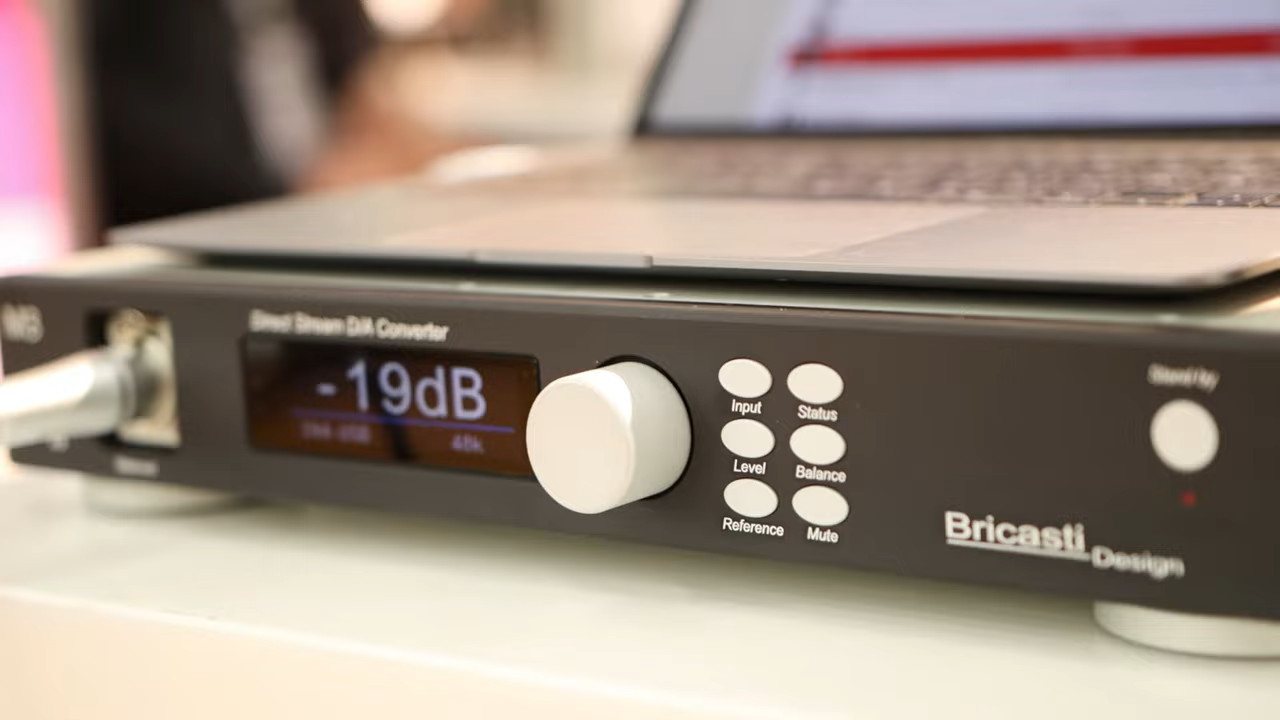 M3
Direct Stream D/A Converter
-19dB
48k
Input
Status
Level
Balance
Reference
Mute
Stand by
Bricasti
Design